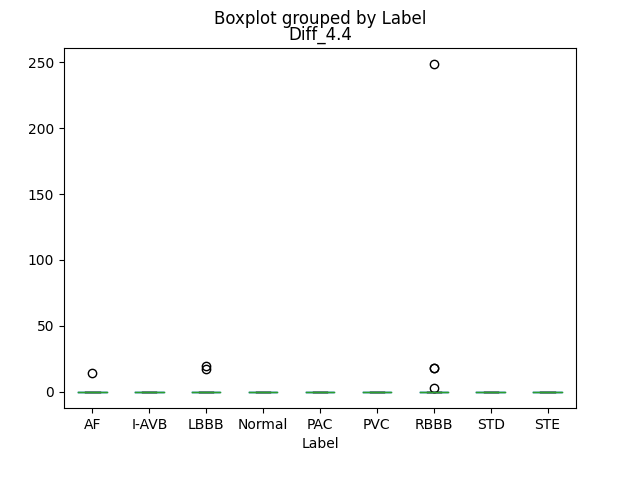 Boxplot grouped by Label
Diff_4.4
250
200
150
100
50
0
AF I-AVB LBBB Normal PAC PVC RBBB STD STE
Label